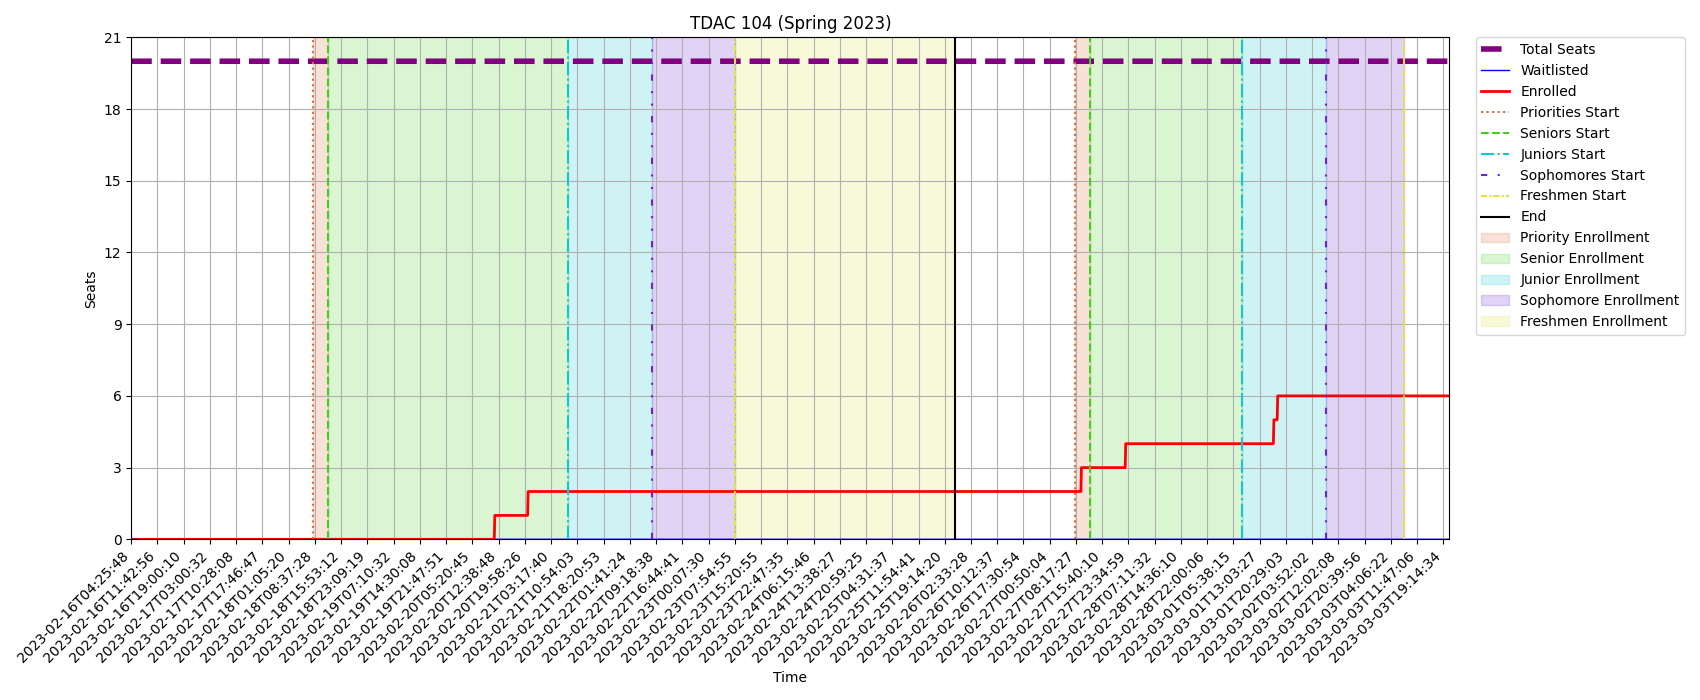 TDAC 104 (Spring 2023)
21
18
15
12
9
6
3
0
Seats
2023-02-16T04:25:48
2023-02-16T11:42:56
2023-02-16T19:00:10
2023-02-17T03:00:32
2023-02-17T10:28:08
2023-02-17T17:46:47
2023-02-18T01:05:20
2023-02-18T08:37:28
2023-02-18T15:53:12
2023-02-18T23:09:19
2023-02-19T07:10:32
2023-02-19T14:30:08
2023-02-19T21:47:51
2023-02-20T05:20:45
2023-02-20T12:38:48
2023-02-20T19:58:26
2023-02-21T03:17:40
2023-02-21T10:54:03
2023-02-21T18:20:53
2023-02-22T01:41:24
2023-02-22T09:18:38
2023-02-22T16:44:41
2023-02-23T00:07:30
2023-02-23T07:54:55
2023-02-23T15:20:55
2023-02-23T22:47:35
2023-02-24T06:15:46
2023-02-24T13:38:27
2023-02-24T20:59:25
2023-02-25T04:31:37
2023-02-25T11:54:41
2023-02-25T19:14:20
2023-02-26T02:33:28
2023-02-26T10:12:37
2023-02-26T17:30:54
2023-02-27T00:50:04
2023-02-27T08:17:27
2023-02-27T15:40:10
2023-02-27T23:34:59
2023-02-28T07:11:32
2023-02-28T14:36:10
2023-02-28T22:00:06
2023-03-01T05:38:15
2023-03-01T13:03:27
2023-03-01T20:29:03
2023-03-02T03:52:02
2023-03-02T12:02:08
2023-03-02T20:39:56
2023-03-03T04:06:22
2023-03-03T11:47:06
2023-03-03T19:14:34
Time
Total Seats
Waitlisted
Enrolled
Priorities Start
Seniors Start
Juniors Start
Sophomores Start
Freshmen Start
End
Priority Enrollment
Senior Enrollment
Junior Enrollment
Sophomore Enrollment
Freshmen Enrollment